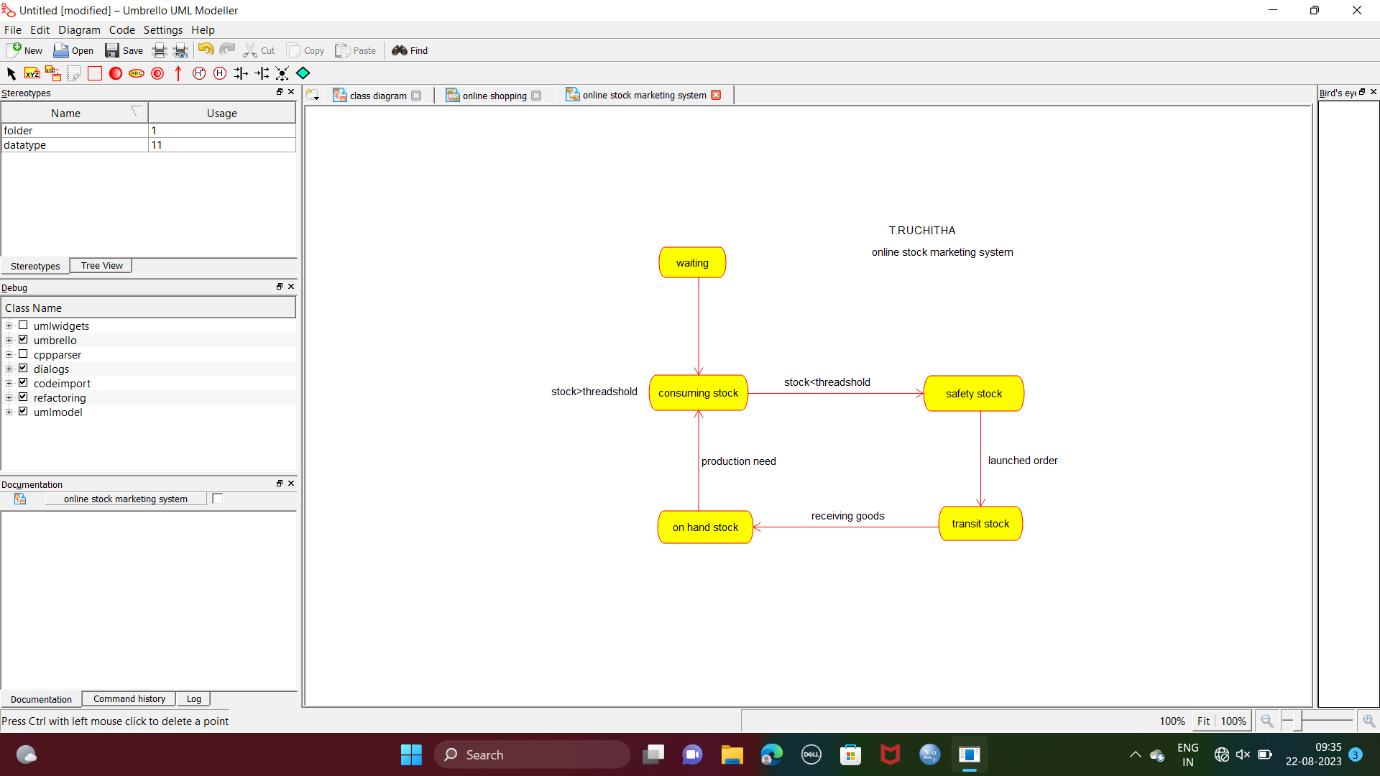 Untitled [modified] – Umbrello UML Modeller
File Edit Diagram Code Settings Help
New Open Save Cut Copy Paste Find
XYZ ABC H* H
Stereotypes
Name Usage
folder 1
datatype 11
Stereotypes Tree View
Debug
Class Name
umlwidgets
umbrello
cppparser
dialogs
codeimport
refactoring
umlmodel
Documentation
online stock marketing system
Documentation Command history Log
Press Ctrl with left mouse click to delete a point
class diagram online shopping online stock marketing system
T.RUCHITHA
online stock marketing system
waiting
stock>threadshold
consuming stock
stock<threadshold
safety stock
production need
launched order
on hand stock
receiving goods
transit stock
Bird's eye
100% Fit 100%
Search
DELL
ENG
IN
09:35
22-08-2023
3